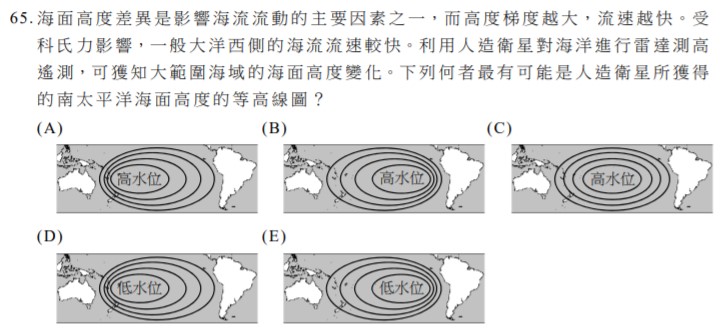 65. 海面高度差異是影響海流流動的主要因素之一，而高度梯度越大，流速越快。受
科氏力影響，一般大洋西側的海流流速較快。利用人造衛星對海洋進行雷達測高
遙測，可獲知大範圍海域的海面高度變化。下列何者最有可能是人造衛星所獲得
的南太平洋海面高度的等高線圖？
(A) (B) (C)
高水位 高水位 高水位
(D) (E)
低水位 低水位